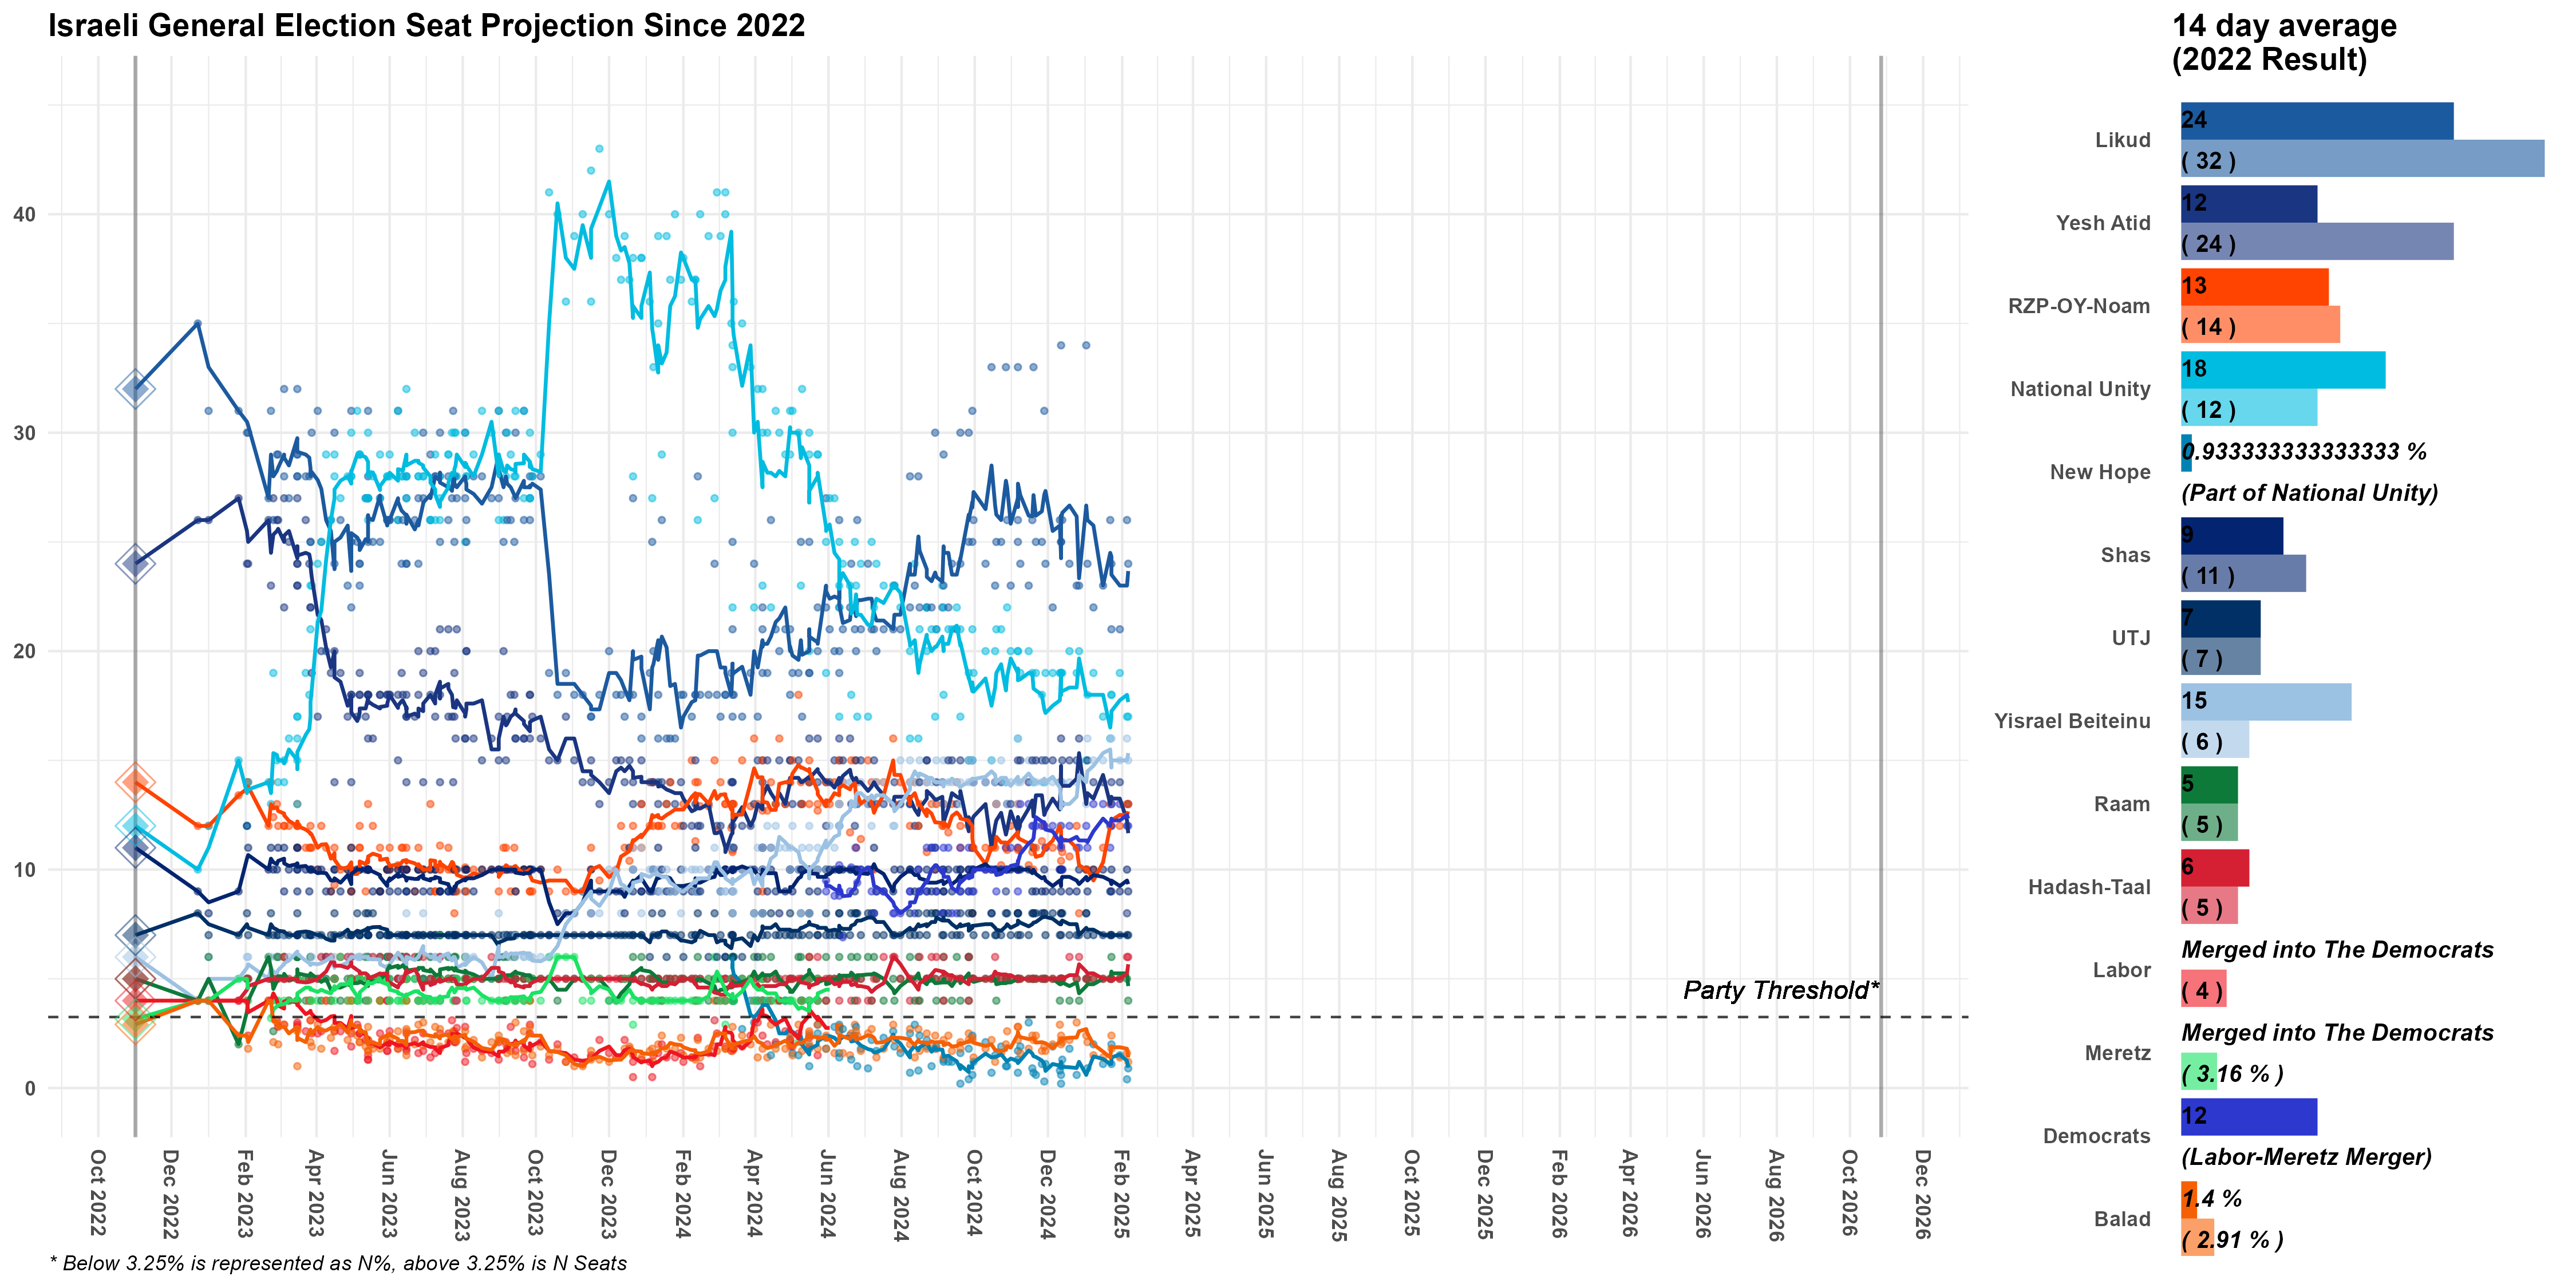 Israeli General Election Seat Projection Since 2022
14 day average
(2022 Result)
40
30
20
10
0
Party Threshold*
Oct 2022
Dec 2022
Feb 2023
Apr 2023
Jun 2023
Aug 2023
Oct 2023
Dec 2023
Feb 2024
Apr 2024
Jun 2024
Aug 2024
Oct 2024
Dec 2024
Feb 2025
Apr 2025
Jun 2025
Aug 2025
Oct 2025
Dec 2025
Feb 2026
Apr 2026
Jun 2026
Aug 2026
Oct 2026
Dec 2026
* Below 3.25% is represented as N%, above 3.25% is N Seats
Likud
24
( 32 )
Yesh Atid
12
( 24 )
RZP-OY-Noam
13
( 14 )
National Unity
18
( 12 )
New Hope
0.933333333333333 %
(Part of National Unity)
Shas
9
( 11 )
UTJ
7
( 7 )
Yisrael Beiteinu
15
( 6 )
Raam
5
( 5 )
Hadash-Taal
6
( 5 )
Labor
Merged into The Democrats
( 4 )
Meretz
Merged into The Democrats
( 3.16 % )
Democrats
12
(Labor-Meretz Merger)
Balad
1.4 %
( 2.91 % )